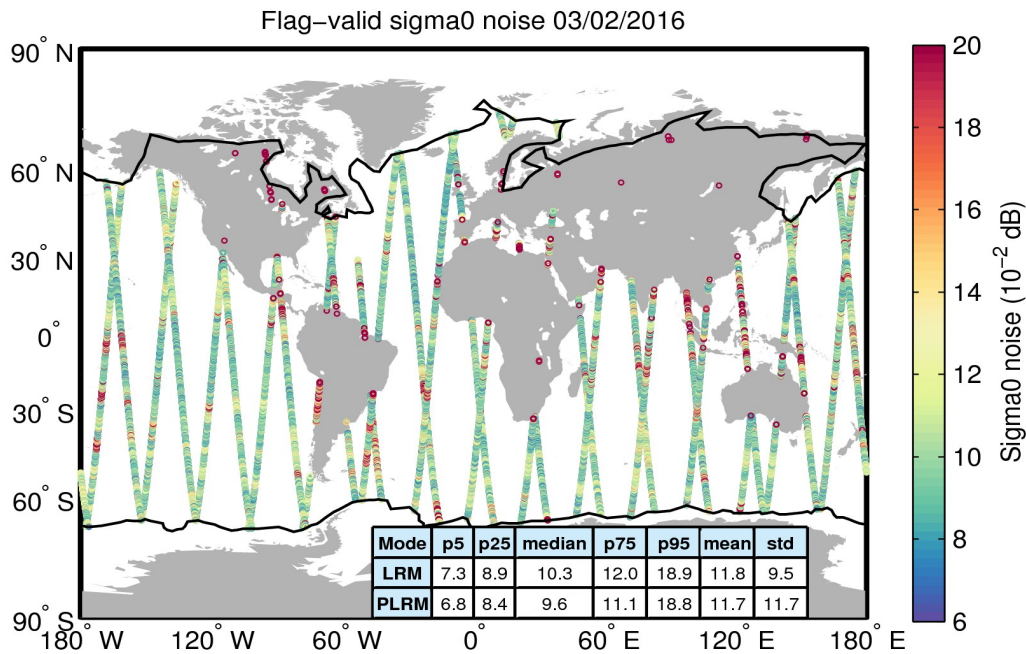 Flag−valid sigma0 noise 03/02/2016
90° N
60° N
30° N
0°
30° S
60° S
90° S
180° W
120° W
60° W
0°
60° E
120° E
180° E
Mode p5 p25 median p75 p95 mean std
LRM 7.3 8.9 10.3 12.0 18.9 11.8 9.5
PLRM 6.8 8.4 9.6 11.1 18.8 11.7 11.7
20
18
16
14
12
10
8
6
Sigma0 noise (10⁻² dB)